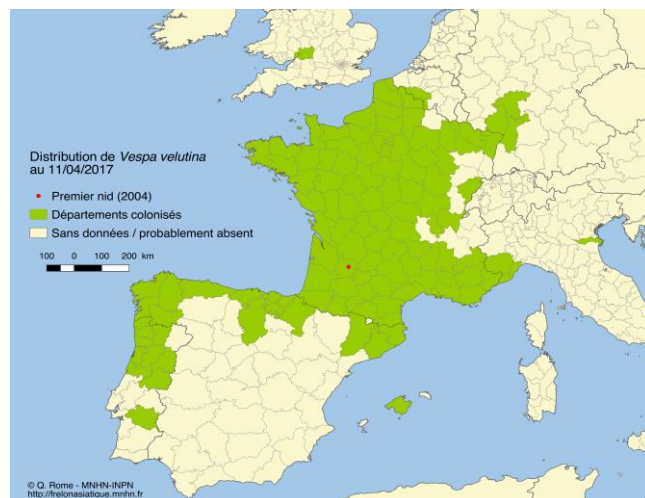 Distribution de Vespa velutina
au 11/04/2017
Premier nid (2004)
Départements colonisés
Sans données / probablement absent
100 0 100 200 km
© Q. Rome - MNHN-INPN
http://frelonasiatique.mnhn.fr